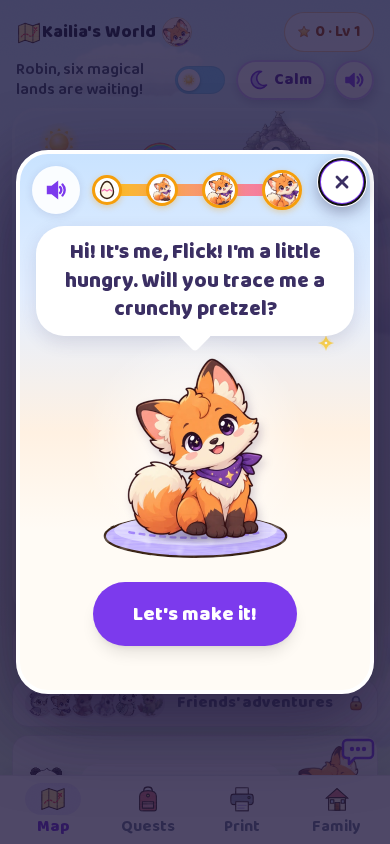 Kailia's World
0 · Lv 1
Robin, six magical
lands are waiting!
Calm
Hi! It's me, Flick! I'm a little
hungry. Will you trace me a
crunchy pretzel?
Let's make it!
Friends' adventures
Map
Quests
Print
Family